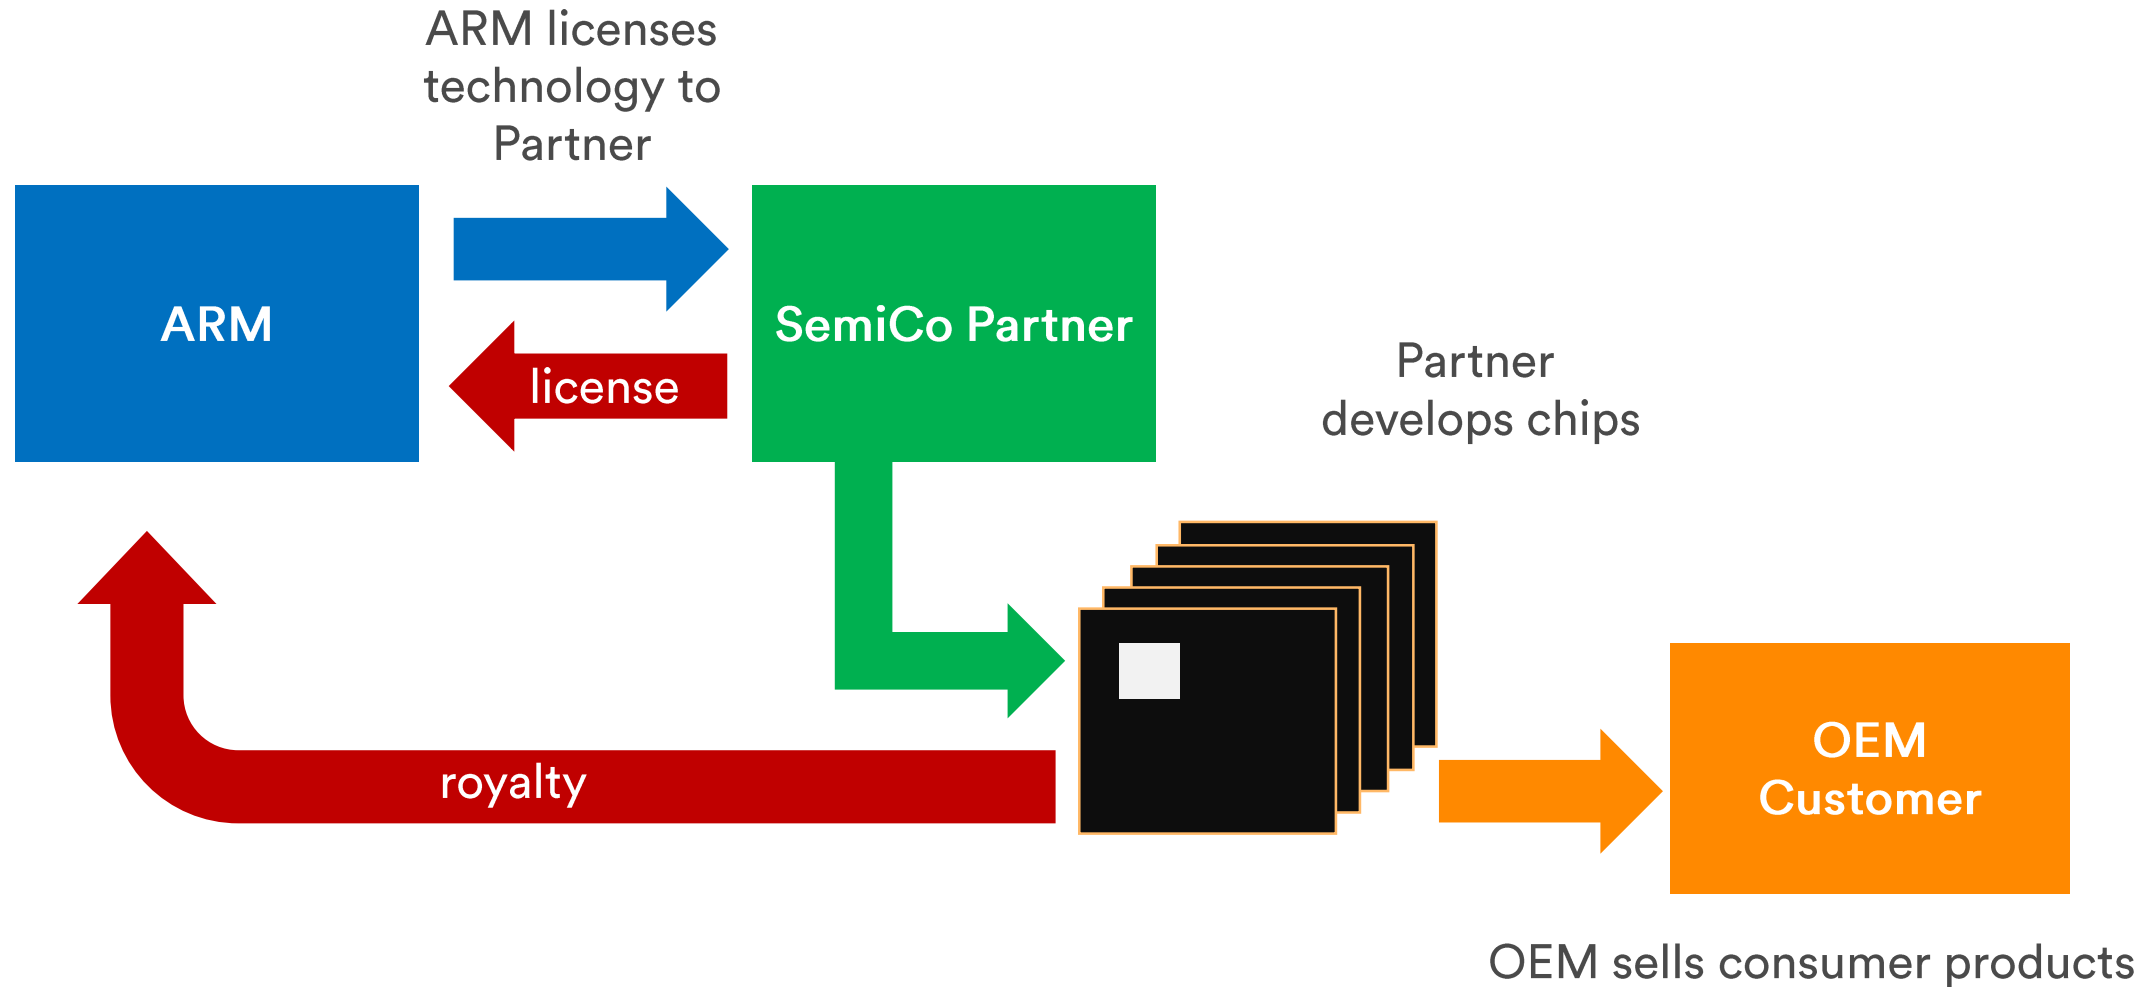 ARM licenses
technology to
Partner
ARM
SemiCo Partner
license
Partner
develops chips
royalty
OEM
Customer
OEM sells consumer products